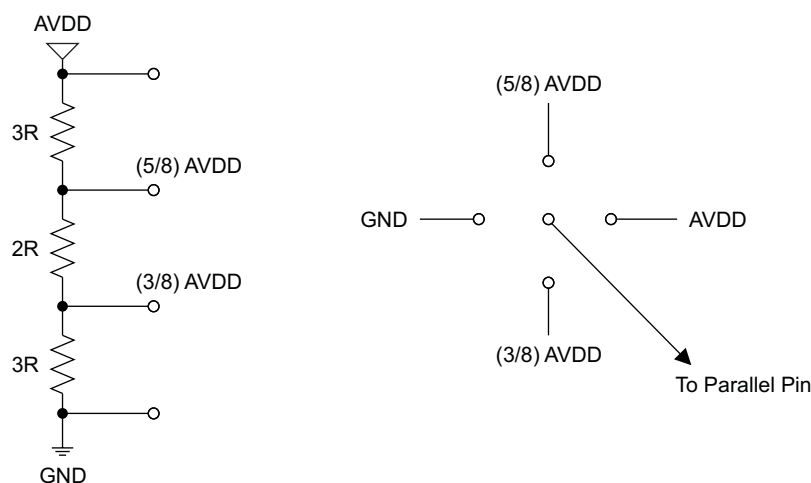 AVDD
3R
(5/8) AVDD
2R
(3/8) AVDD
3R
GND
(5/8) AVDD
GND
AVDD
(3/8) AVDD
To Parallel Pin